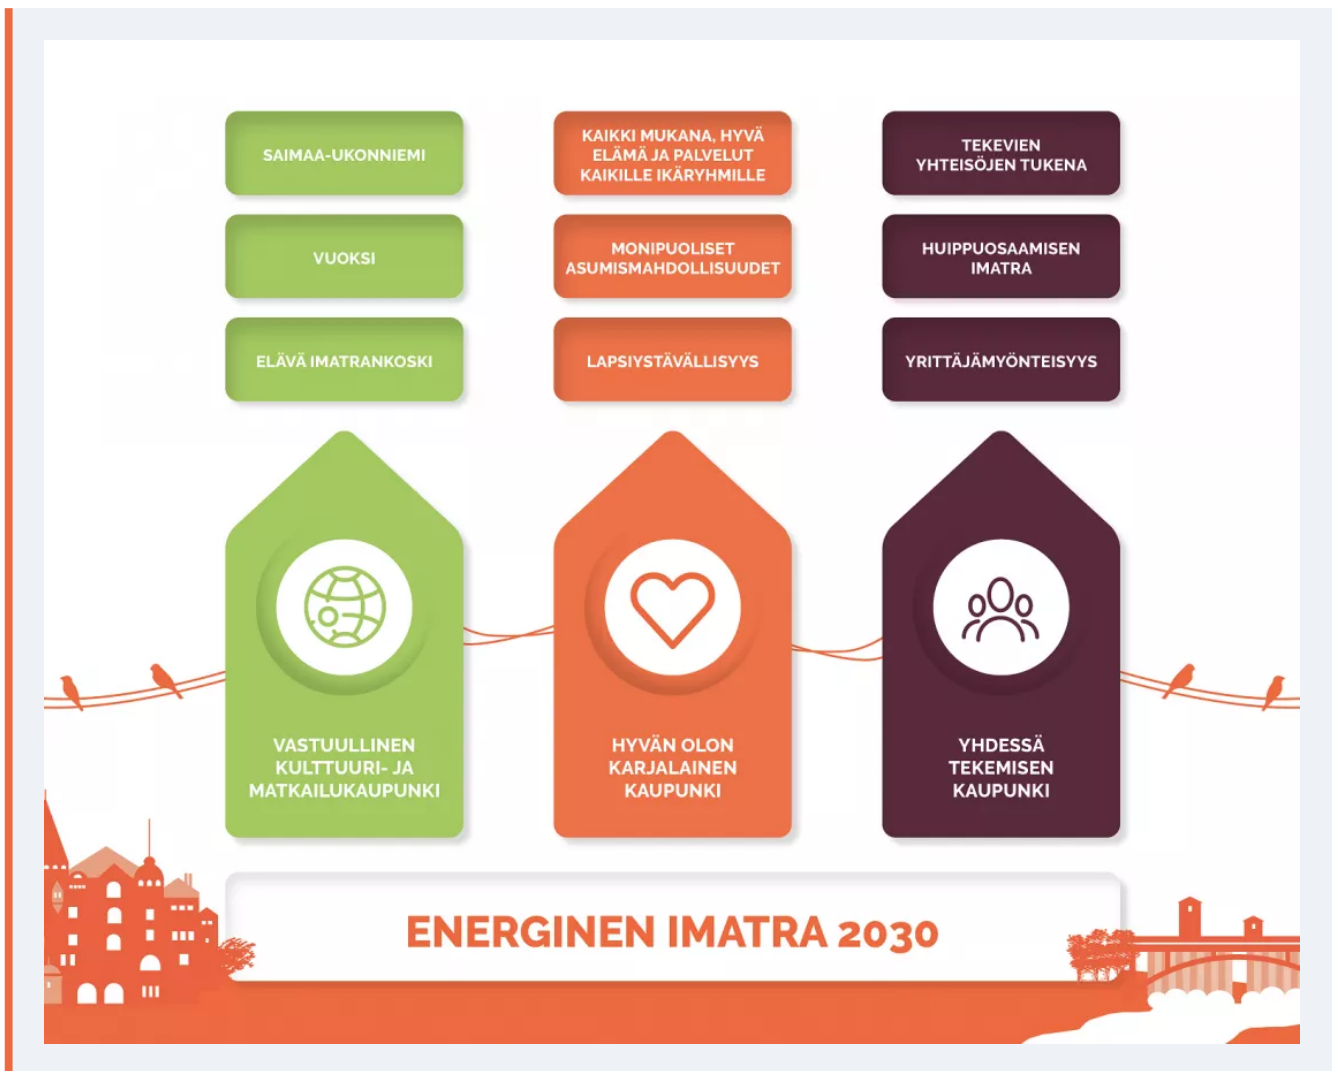 SAIMAA-UKONNIEMI
VUOKSI
ELÄVÄ IMATRANKOSKI
VASTUULLINEN
KULTTUURI- JA
MATKAILUKAUPUNKI
KAIKKI MUKANA, HYVÄ
ELÄMÄ JA PALVELUT
KAIKILLE IKÄRYHMILLE
MONIPUOLISET
ASUMISMAHDOLLISUUDET
LAPSIYSTÄVÄLLISYYS
HYVÄN OLON
KARJALAINEN
KAUPUNKI
TEKEVIEN
YHTEISÖJEN TUKENA
HUIPPUOSAAMISEN
IMATRA
YRITTÄJÄMYÖNTEISYYS
YHDESSÄ
TEKEMISEN
KAUPUNKI
ENERGINEN IMATRA 2030